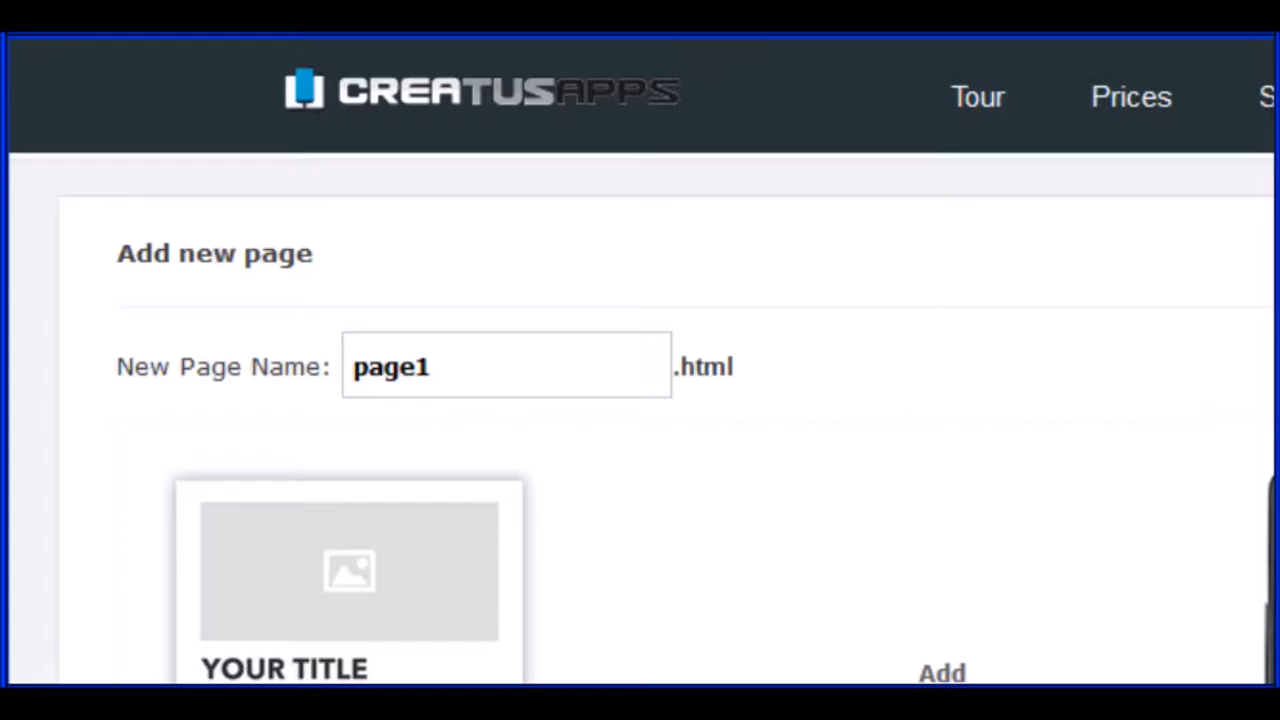 CREATUSAPPS
Tour
Prices
S
Add new page
New Page Name: page1 .html
YOUR TITLE
Add